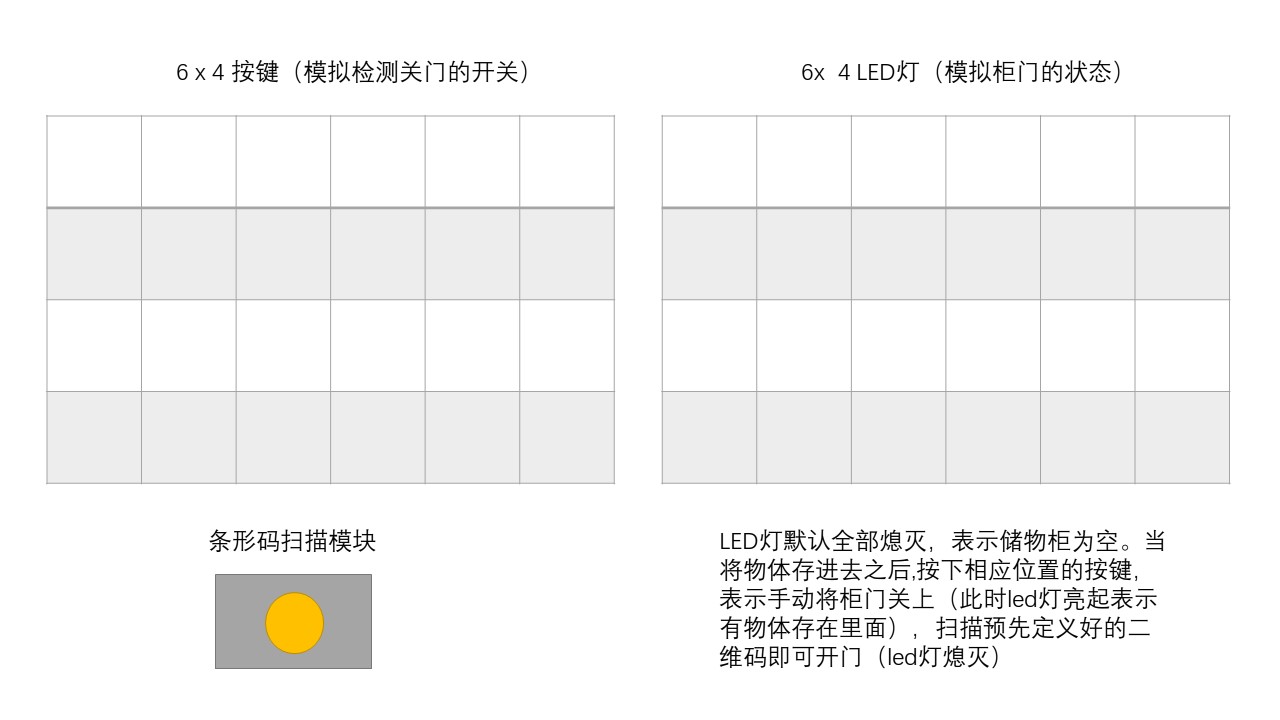 6 x 4 按键（模拟检测关门的开关）
6x  4 LED灯（模拟柜门的状态）
条形码扫描模块
LED灯默认全部熄灭，表示储物柜为空。当
将物体存进去之后,按下相应位置的按键,
表示手动将柜门关上（此时led灯亮起表示
有物体存在里面），扫描预先定义好的二
维码即可开门（led灯熄灭）